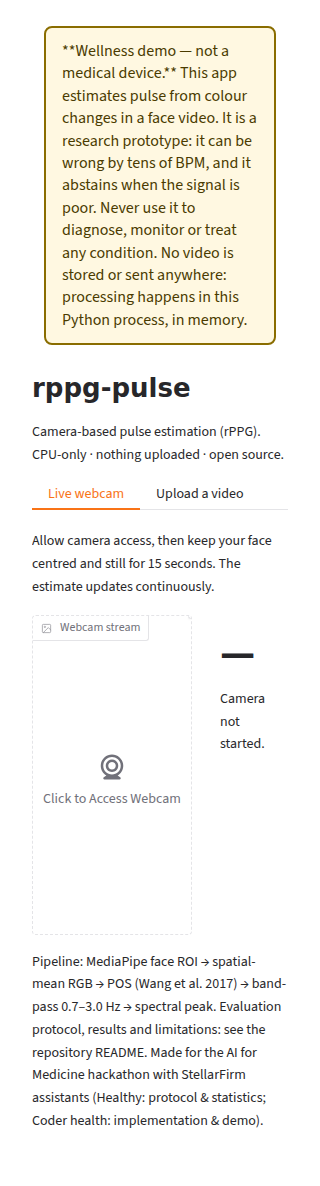 **Wellness demo — not a
medical device.** This app
estimates pulse from colour
changes in a face video. It is a
research prototype: it can be
wrong by tens of BPM, and it
abstains when the signal is
poor. Never use it to
diagnose, monitor or treat
any condition. No video is
stored or sent anywhere:
processing happens in this
Python process, in memory.
rppg-pulse
Camera-based pulse estimation (rPPG).
CPU-only · nothing uploaded · open source.
Live webcam
Upload a video
Allow camera access, then keep your face
centred and still for 15 seconds. The
estimate updates continuously.
Webcam stream
Click to Access Webcam
—
Camera
not
started.
Pipeline: MediaPipe face ROI → spatial-
mean RGB → POS (Wang et al. 2017) → band-
pass 0.7–3.0 Hz → spectral peak. Evaluation
protocol, results and limitations: see the
repository README. Made for the AI for
Medicine hackathon with StellarFirm
assistants (Healthy: protocol & statistics;
Coder health: implementation & demo).